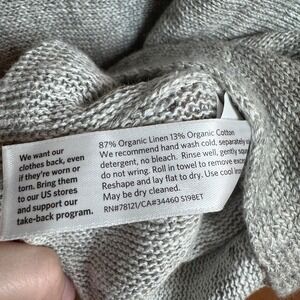 We want our
clothes back, even
if they're worn or
torn. Bring them
to our US stores
and support our
take-back program.
87% Organic Linen 13% Organic Cotton
We recommend hand wash cold, separately
detergent, no bleach. Rinse well, gently
do not wring. Roll in towel to remove
Reshape and lay flat to dry. Use cool
May be dry cleaned.
RN#78121/CA#34460 S198ET